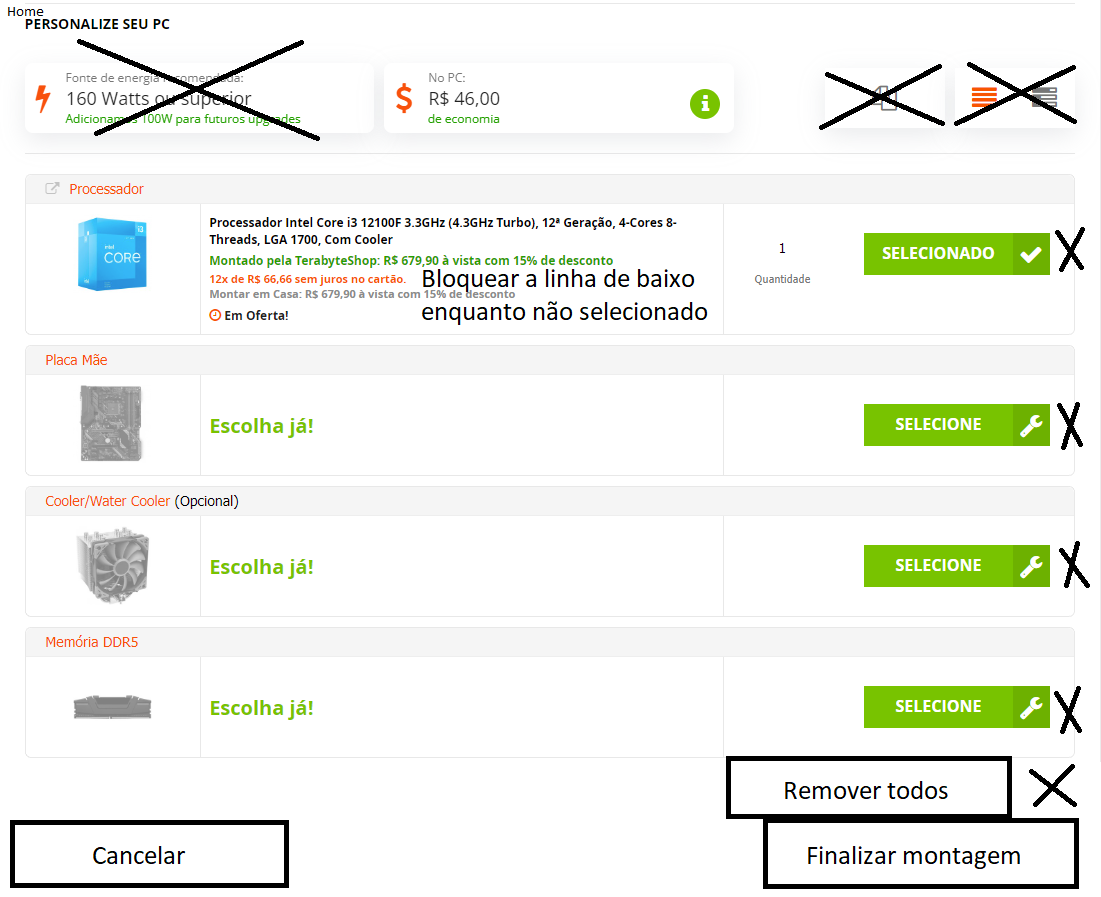 Home
PERSONALIZE SEU PC
Fonte de energia recomendada:
160 Watts ou superior
Adicionamos 100W para futuros upgrades
$
No PC:
R$ 46,00
de economia
i
Processador
intel
CORE
i3
Processador Intel Core i3 12100F 3.3GHz (4.3GHz Turbo), 12ª Geração, 4-Cores 8-
Threads, LGA 1700, Com Cooler
Montado pela TerabyteShop: R$ 679,90 à vista com 15% de desconto
12x de R$ 66,66 sem juros no cartão.
Montar em Casa: R$ 679,90 à vista com 15% de desconto
Em Oferta!
Bloquear a linha de baixo
enquanto não selecionado
1
Quantidade
SELECIONADO
X
Placa Mãe
Escolha já!
SELECIONE
X
Cooler/Water Cooler (Opcional)
Escolha já!
SELECIONE
X
Memória DDR5
Escolha já!
SELECIONE
X
Remover todos
X
Cancelar
Finalizar montagem